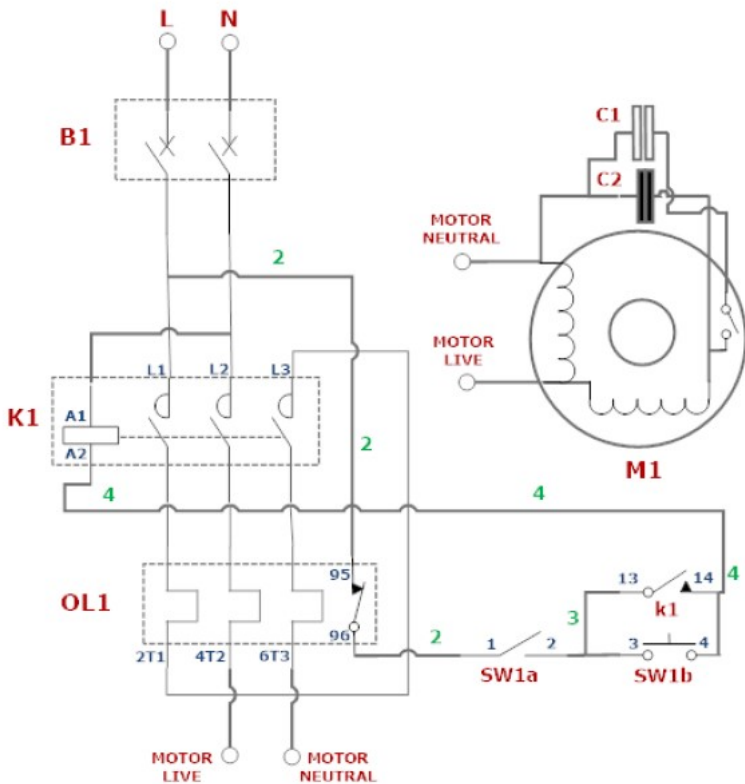 L N
B1
2
C1
C2
MOTOR
NEUTRAL
MOTOR
LIVE
M1
L1 L2 L3
K1
A1
A2
2
4
4
95
OL1
96
2T1 4T2 6T3
13 14 4
k1
3
2
1 2
3 4
SW1a
SW1b
MOTOR
LIVE
MOTOR
NEUTRAL